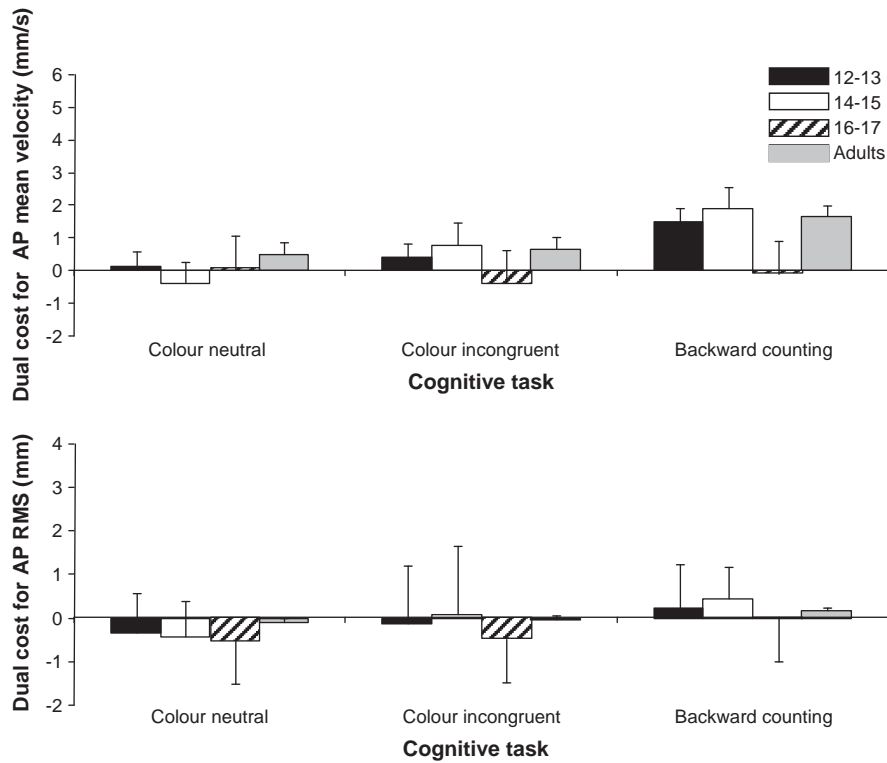 Dual cost for AP mean velocity (mm/s)
6
5
4
3
2
1
0
-1
-2
12-13
14-15
16-17
Adults
Colour neutral
Colour incongruent
Backward counting
Cognitive task
Dual cost for AP RMS (mm)
4
3
2
1
0
-1
-2
Colour neutral
Colour incongruent
Backward counting
Cognitive task